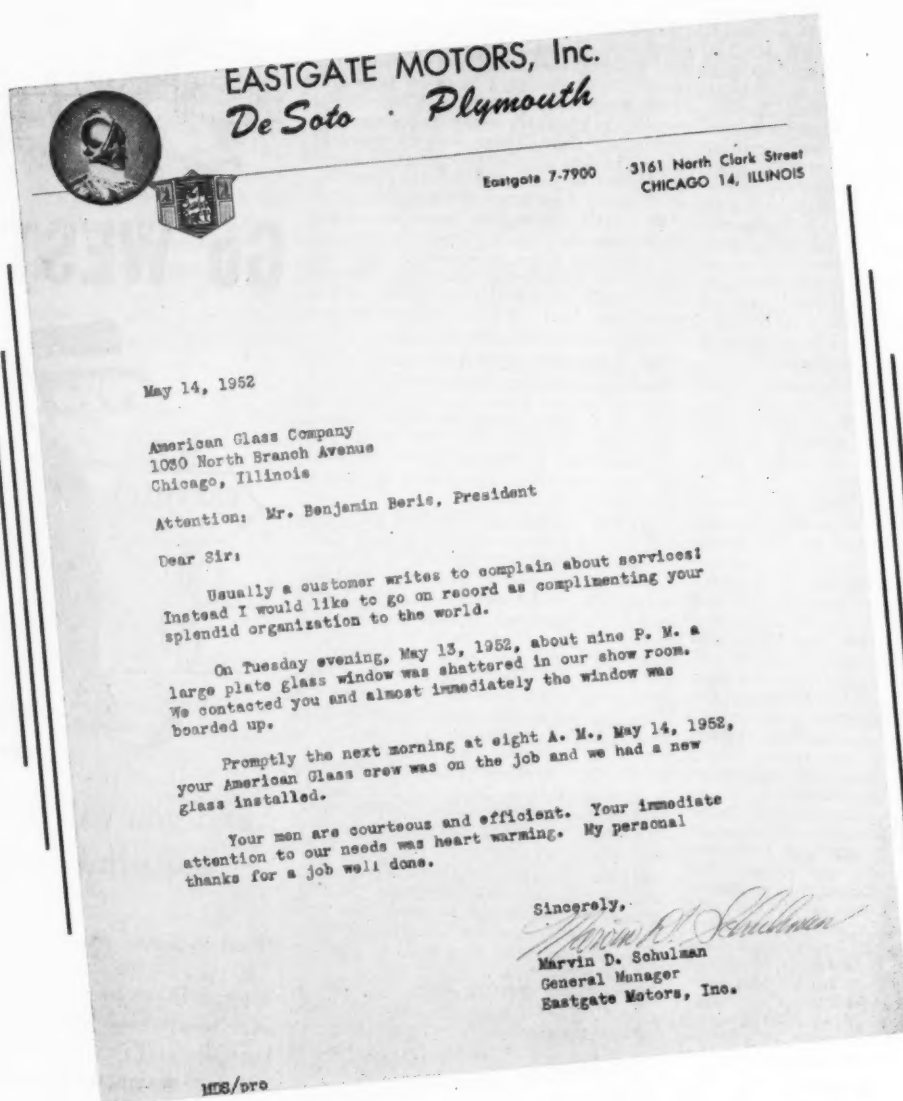 EASTGATE MOTORS, Inc.
De Soto · Plymouth
Eastgate 7-7900 3161 North Clark Street
CHICAGO 14, ILLINOIS
May 14, 1952
American Glass Company
1030 North Branch Avenue
Chicago, Illinois
Attention: Mr. Benjamin Beris, President
Dear Sir:
Usually a customer writes to complain about services!
Instead I would like to go on record as complimenting your
splendid organization to the world.
On Tuesday evening, May 13, 1952, about nine P. M. a
large plate glass window was shattered in our show room.
We contacted you and almost immediately the window was
boarded up.
Promptly the next morning at eight A. M., May 14, 1952,
your American Glass crew was on the job and we had a new
glass installed.
Your men are courteous and efficient. Your immediate
attention to our needs was heart warming. My personal
thanks for a job well done.
Sincerely,
Marvin D. Schulman
Marvin D. Schulman
General Manager
Eastgate Motors, Inc.